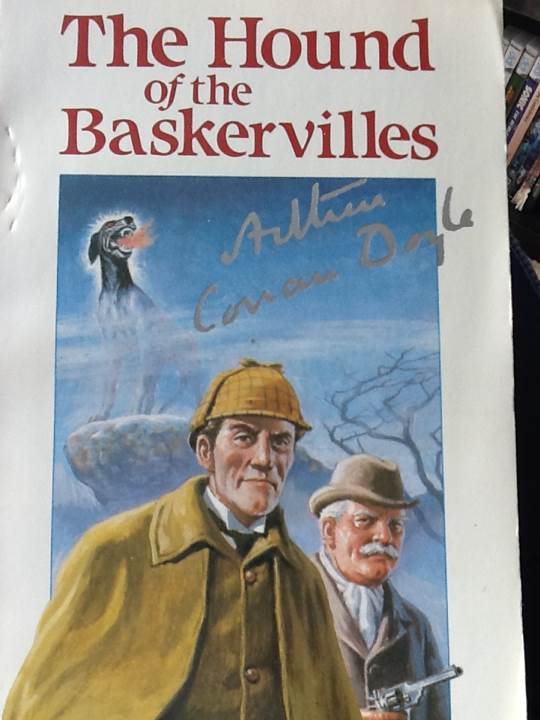 The Hound
of the
Baskervilles
Arthur
Conan Doyle